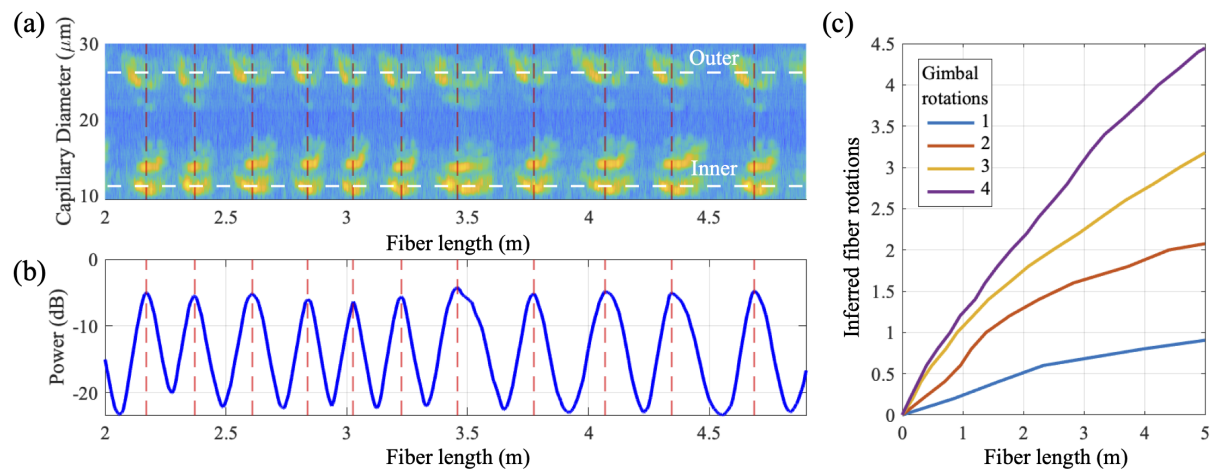 (a)
Capillary Diameter (μm)
30
20
10
Outer
Inner
2 2.5 3 3.5 4 4.5
Fiber length (m)
(b)
Power (dB)
0
-10
-20
2 2.5 3 3.5 4 4.5
Fiber length (m)
(c)
Inferred fiber rotations
4.5
4
3.5
3
2.5
2
1.5
1
0.5
0
Gimbal
rotations
1
2
3
4
0 1 2 3 4 5
Fiber length (m)